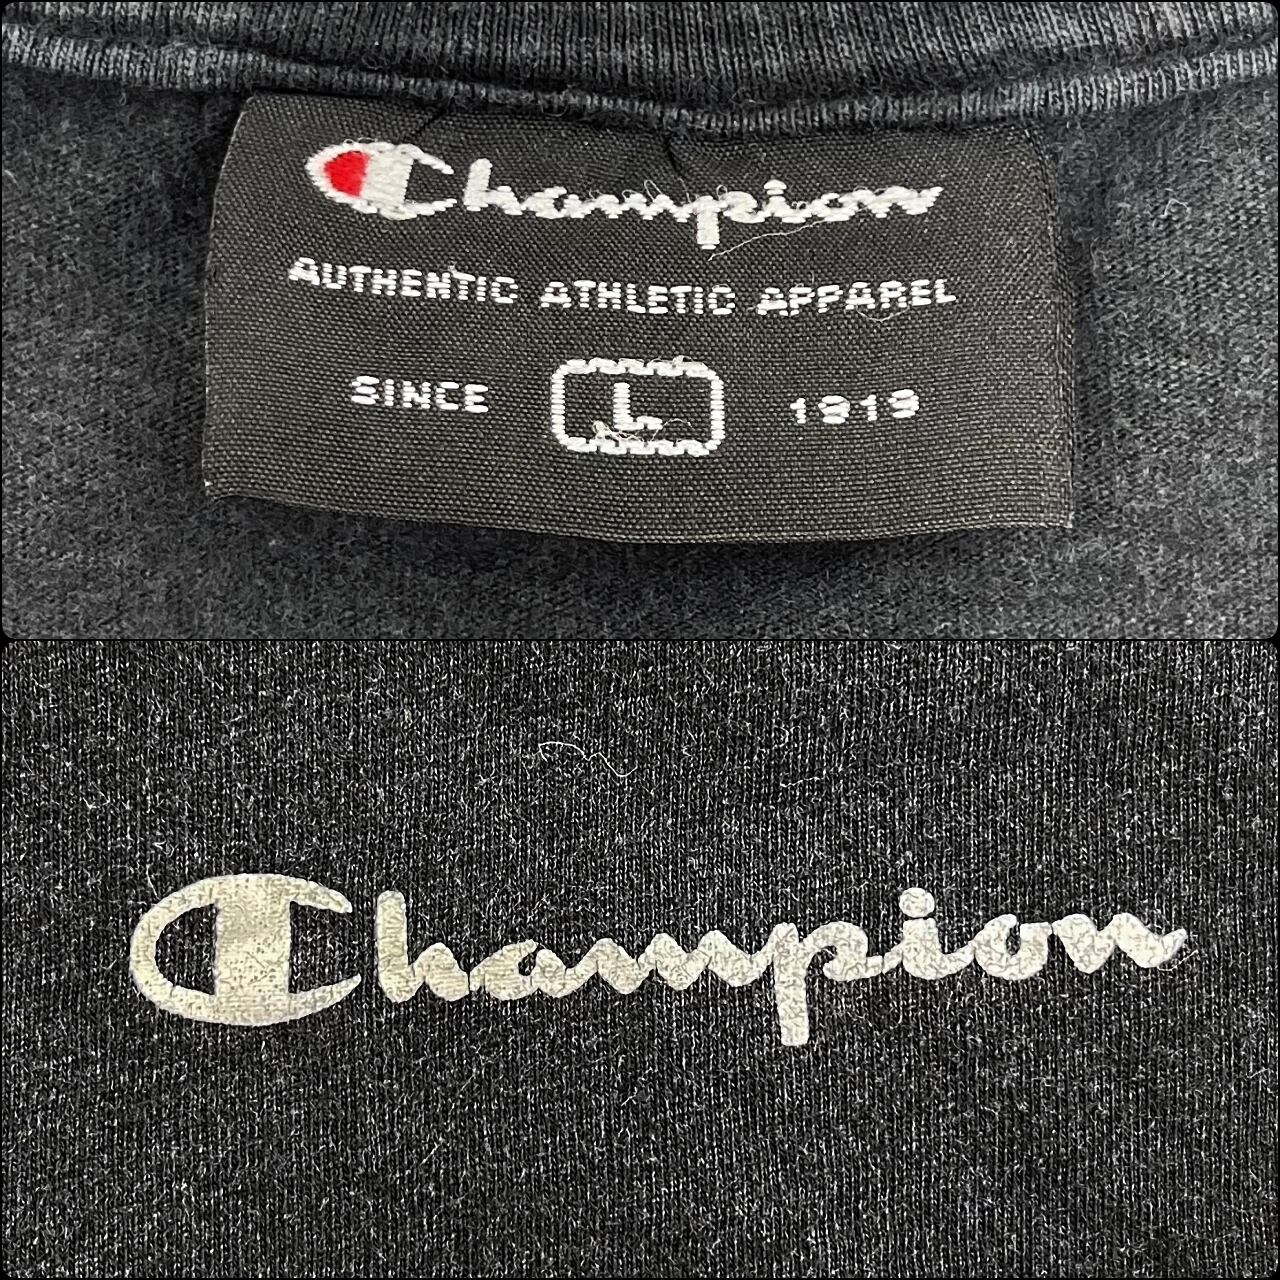 Champion
AUTHENTIC ATHLETIC APPAREL
SINCE L 1919
Champion